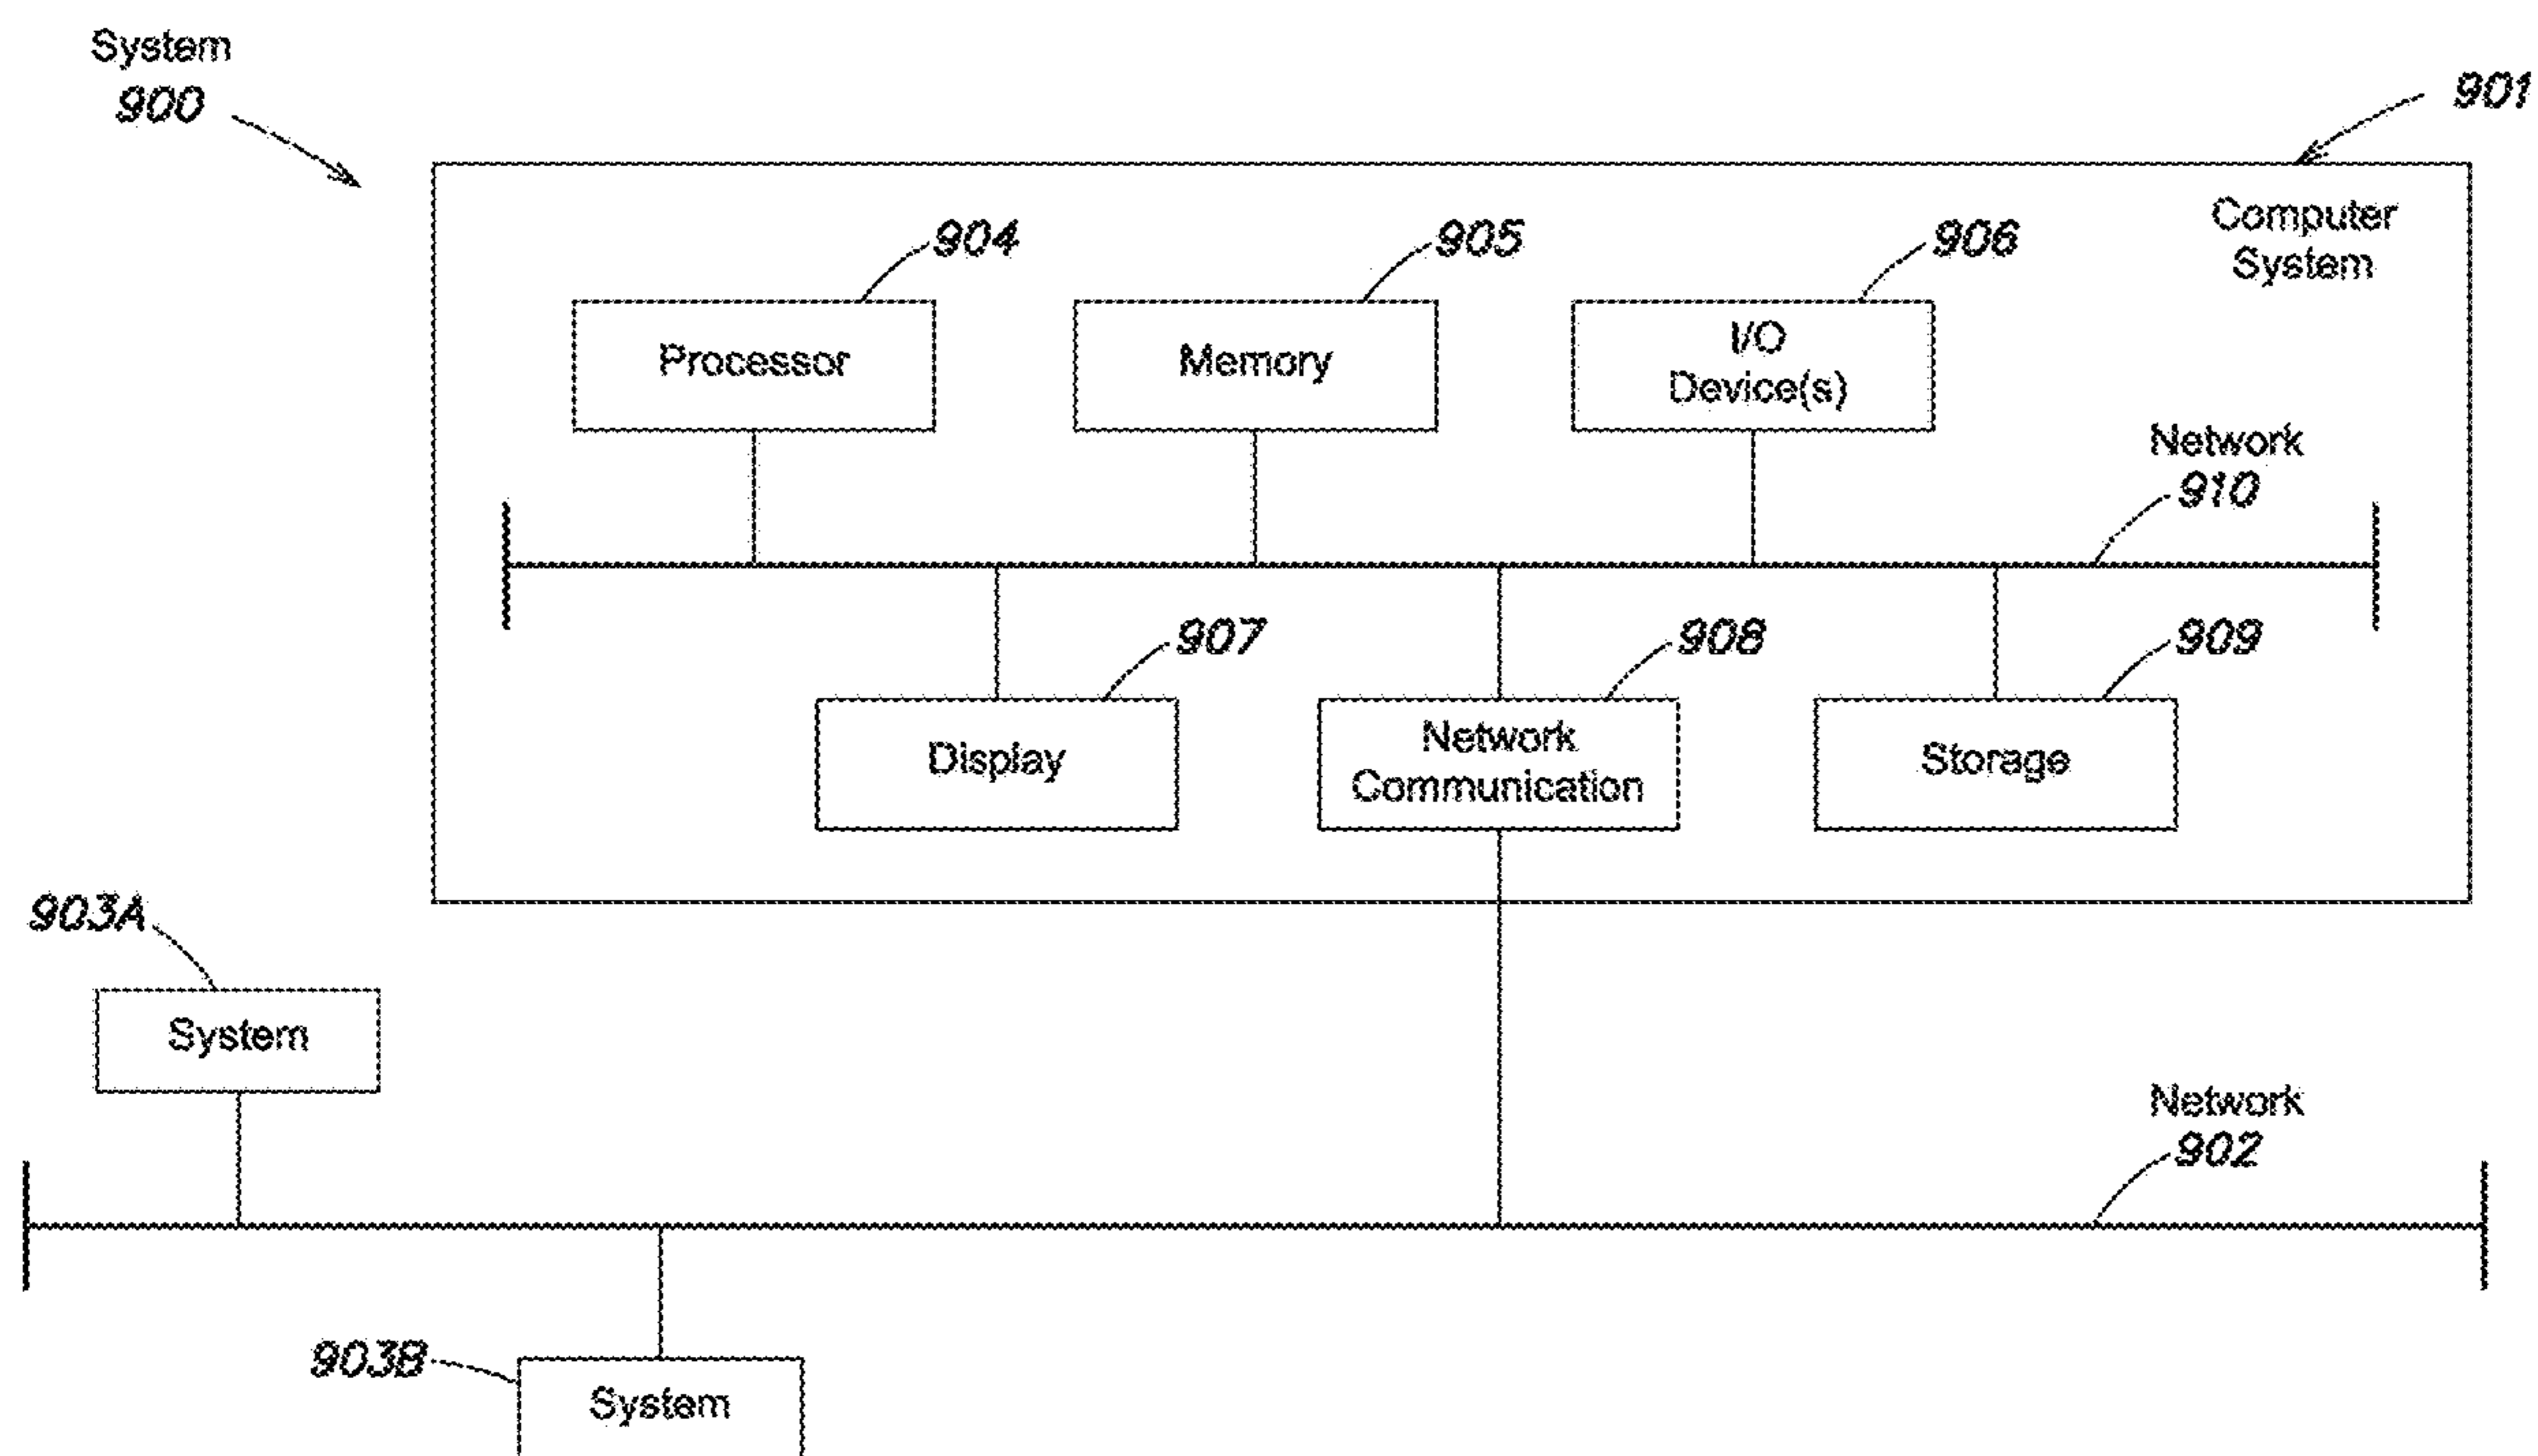 System
900
901
Computer
System
904
905
906
Processor
Memory
I/O
Device(s)
Network
910
907
908
909
Display
Network
Communication
Storage
903A
System
Network
902
903B
System